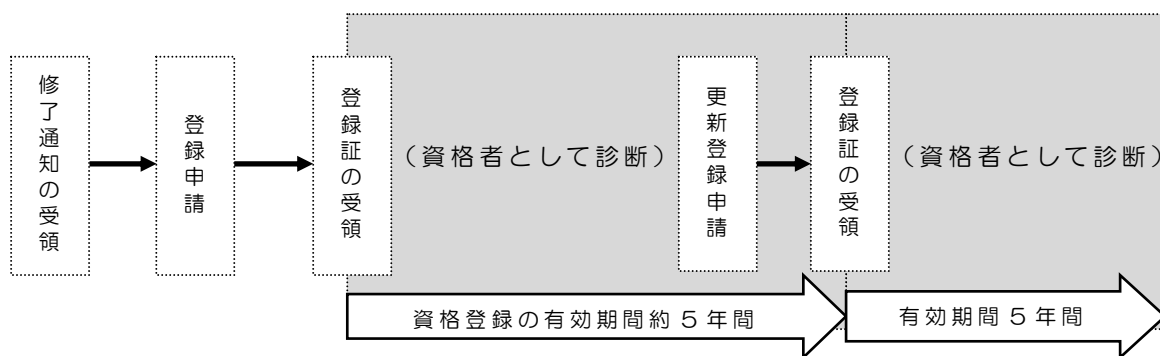 修了通知の受領
登録申請
登録証の受領
（資格者として診断）
更新登録申請
登録証の受領
（資格者として診断）
資格登録の有効期間約５年間
有効期間５年間